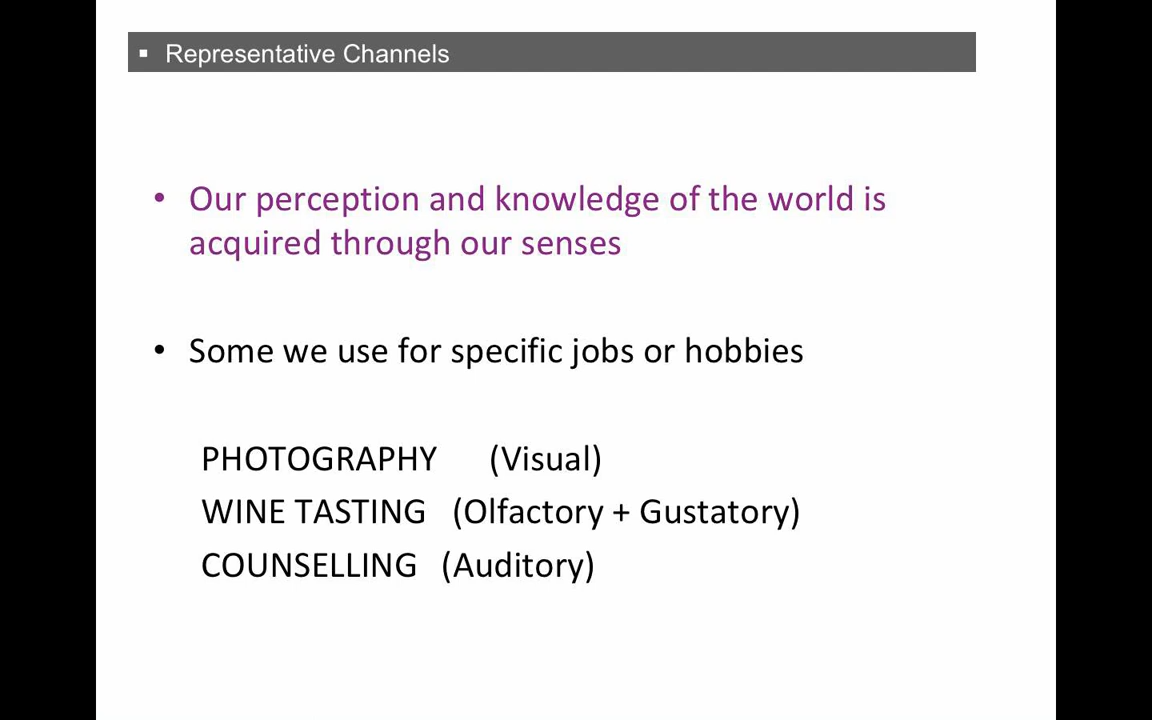 ▪ Representative Channels
• Our perception and knowledge of the world is
acquired through our senses
• Some we use for specific jobs or hobbies
PHOTOGRAPHY (Visual)
WINE TASTING (Olfactory + Gustatory)
COUNSELLING (Auditory)